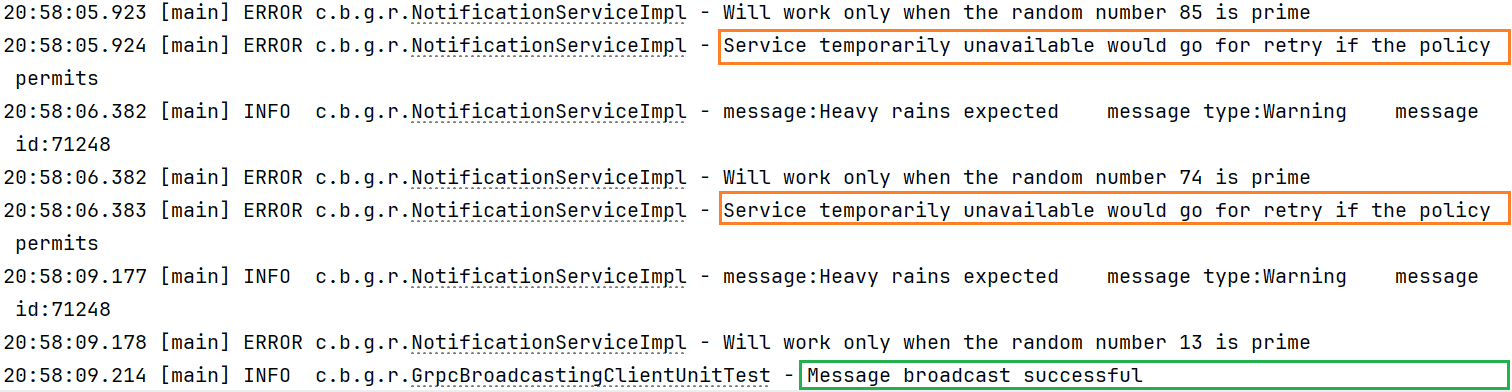 20:58:05.923 [main] ERROR c.b.g.r.NotificationServiceImpl - Will work only when the random number 85 is prime
20:58:05.924 [main] ERROR c.b.g.r.NotificationServiceImpl - Service temporarily unavailable would go for retry if the policy
permits
20:58:06.382 [main] INFO  c.b.g.r.NotificationServiceImpl - message:Heavy rains expected    message type:Warning    message
id:71248
20:58:06.382 [main] ERROR c.b.g.r.NotificationServiceImpl - Will work only when the random number 74 is prime
20:58:06.383 [main] ERROR c.b.g.r.NotificationServiceImpl - Service temporarily unavailable would go for retry if the policy
permits
20:58:09.177 [main] INFO  c.b.g.r.NotificationServiceImpl - message:Heavy rains expected    message type:Warning    message
id:71248
20:58:09.178 [main] ERROR c.b.g.r.NotificationServiceImpl - Will work only when the random number 13 is prime
20:58:09.214 [main] INFO  c.b.g.r.GrpcBroadcastingClientUnitTest - Message broadcast successful